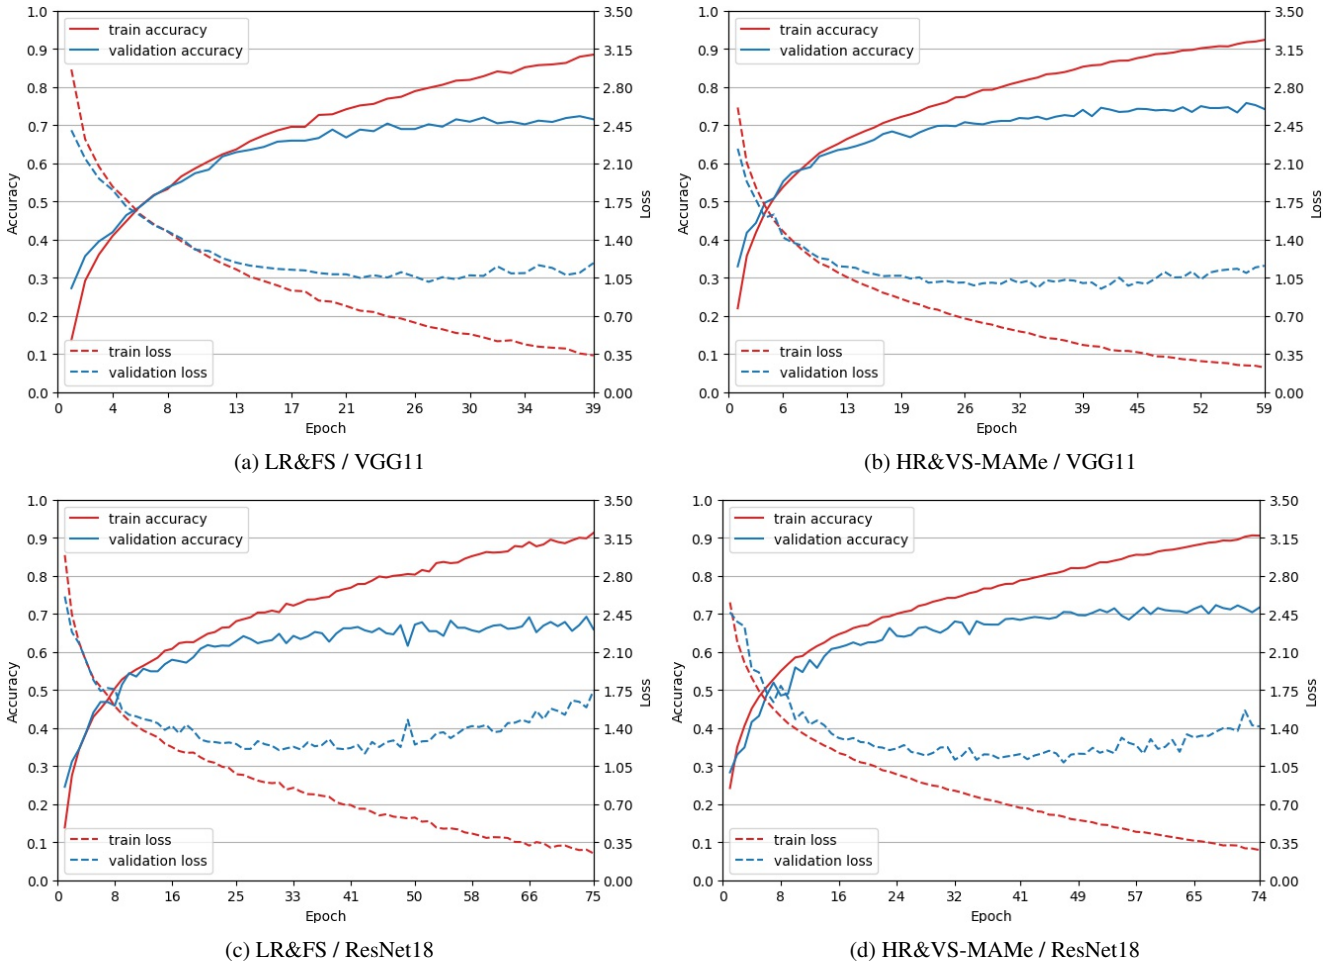 train accuracy
validation accuracy
train loss
validation loss
Accuracy
Loss
1.0
0.9
0.8
0.7
0.6
0.5
0.4
0.3
0.2
0.1
0.0
3.50
3.15
2.80
2.45
2.10
1.75
1.40
1.05
0.70
0.35
0.00
0 4 8 13 17 21 26 30 34 39
Epoch
(a) LR&FS / VGG11
train accuracy
validation accuracy
train loss
validation loss
Accuracy
Loss
1.0
0.9
0.8
0.7
0.6
0.5
0.4
0.3
0.2
0.1
0.0
3.50
3.15
2.80
2.45
2.10
1.75
1.40
1.05
0.70
0.35
0.00
0 6 13 19 26 32 39 45 52 59
Epoch
(b) HR&VS-MAMe / VGG11
train accuracy
validation accuracy
train loss
validation loss
Accuracy
Loss
1.0
0.9
0.8
0.7
0.6
0.5
0.4
0.3
0.2
0.1
0.0
3.50
3.15
2.80
2.45
2.10
1.75
1.40
1.05
0.70
0.35
0.00
0 8 16 25 33 41 50 58 66 75
Epoch
(c) LR&FS / ResNet18
train accuracy
validation accuracy
train loss
validation loss
Accuracy
Loss
1.0
0.9
0.8
0.7
0.6
0.5
0.4
0.3
0.2
0.1
0.0
3.50
3.15
2.80
2.45
2.10
1.75
1.40
1.05
0.70
0.35
0.00
0 8 16 24 32 41 49 57 65 74
Epoch
(d) HR&VS-MAMe / ResNet18